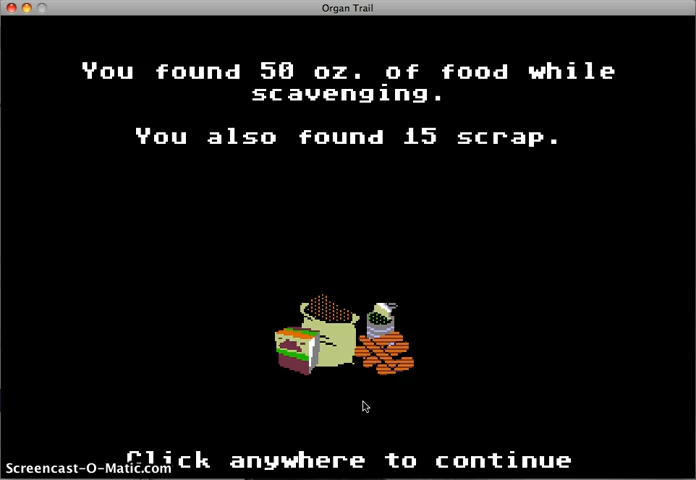 Organ Trail
You found 50 oz. of food while
scavenging.
You also found 15 scrap.
Click anywhere to continue
Screencast-O-Matic.com